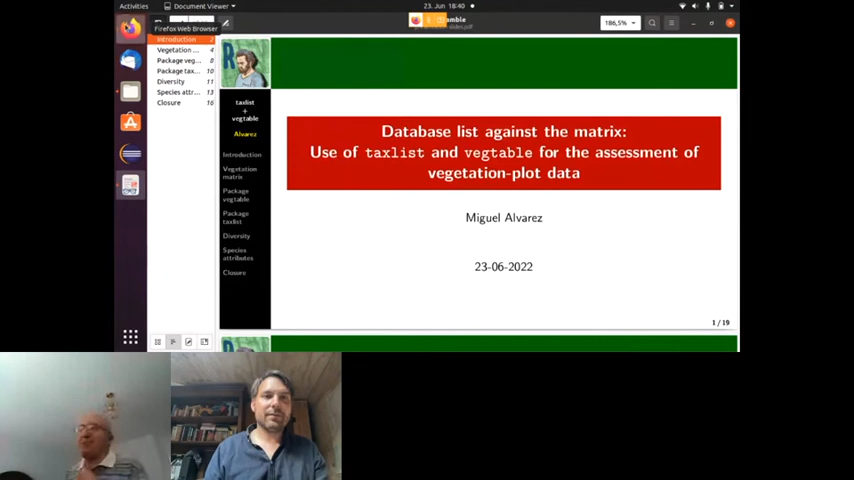 Activities
Document Viewer
23. Jun 18:40
186,5%
Firefox Web Browser
Introduction
Vegetation ... 4
Package veg... 8
Package tax... 10
Diversity 11
Species attr... 13
Closure 16
taxlist
+
vegtable
Alvarez
Introduction
Vegetation
matrix
Package
vegtable
Package
taxlist
Diversity
Species
attributes
Closure
Database list against the matrix:
Use of taxlist and vegtable for the assessment of
vegetation-plot data
Miguel Alvarez
23-06-2022
1 / 19